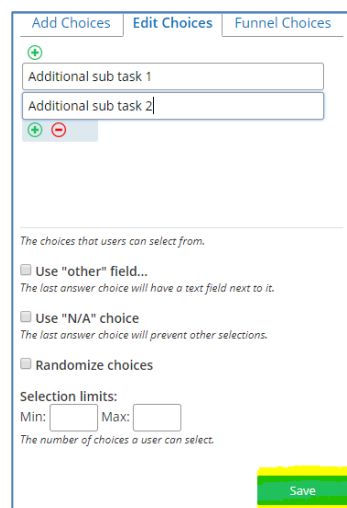 Add Choices Edit Choices Funnel Choices
Additional sub task 1
Additional sub task 2
The choices that users can select from.
Use "other" field...
The last answer choice will have a text field next to it.
Use "N/A" choice
The last answer choice will prevent other selections.
Randomize choices
Selection limits:
Min: Max:
The number of choices a user can select.
Save